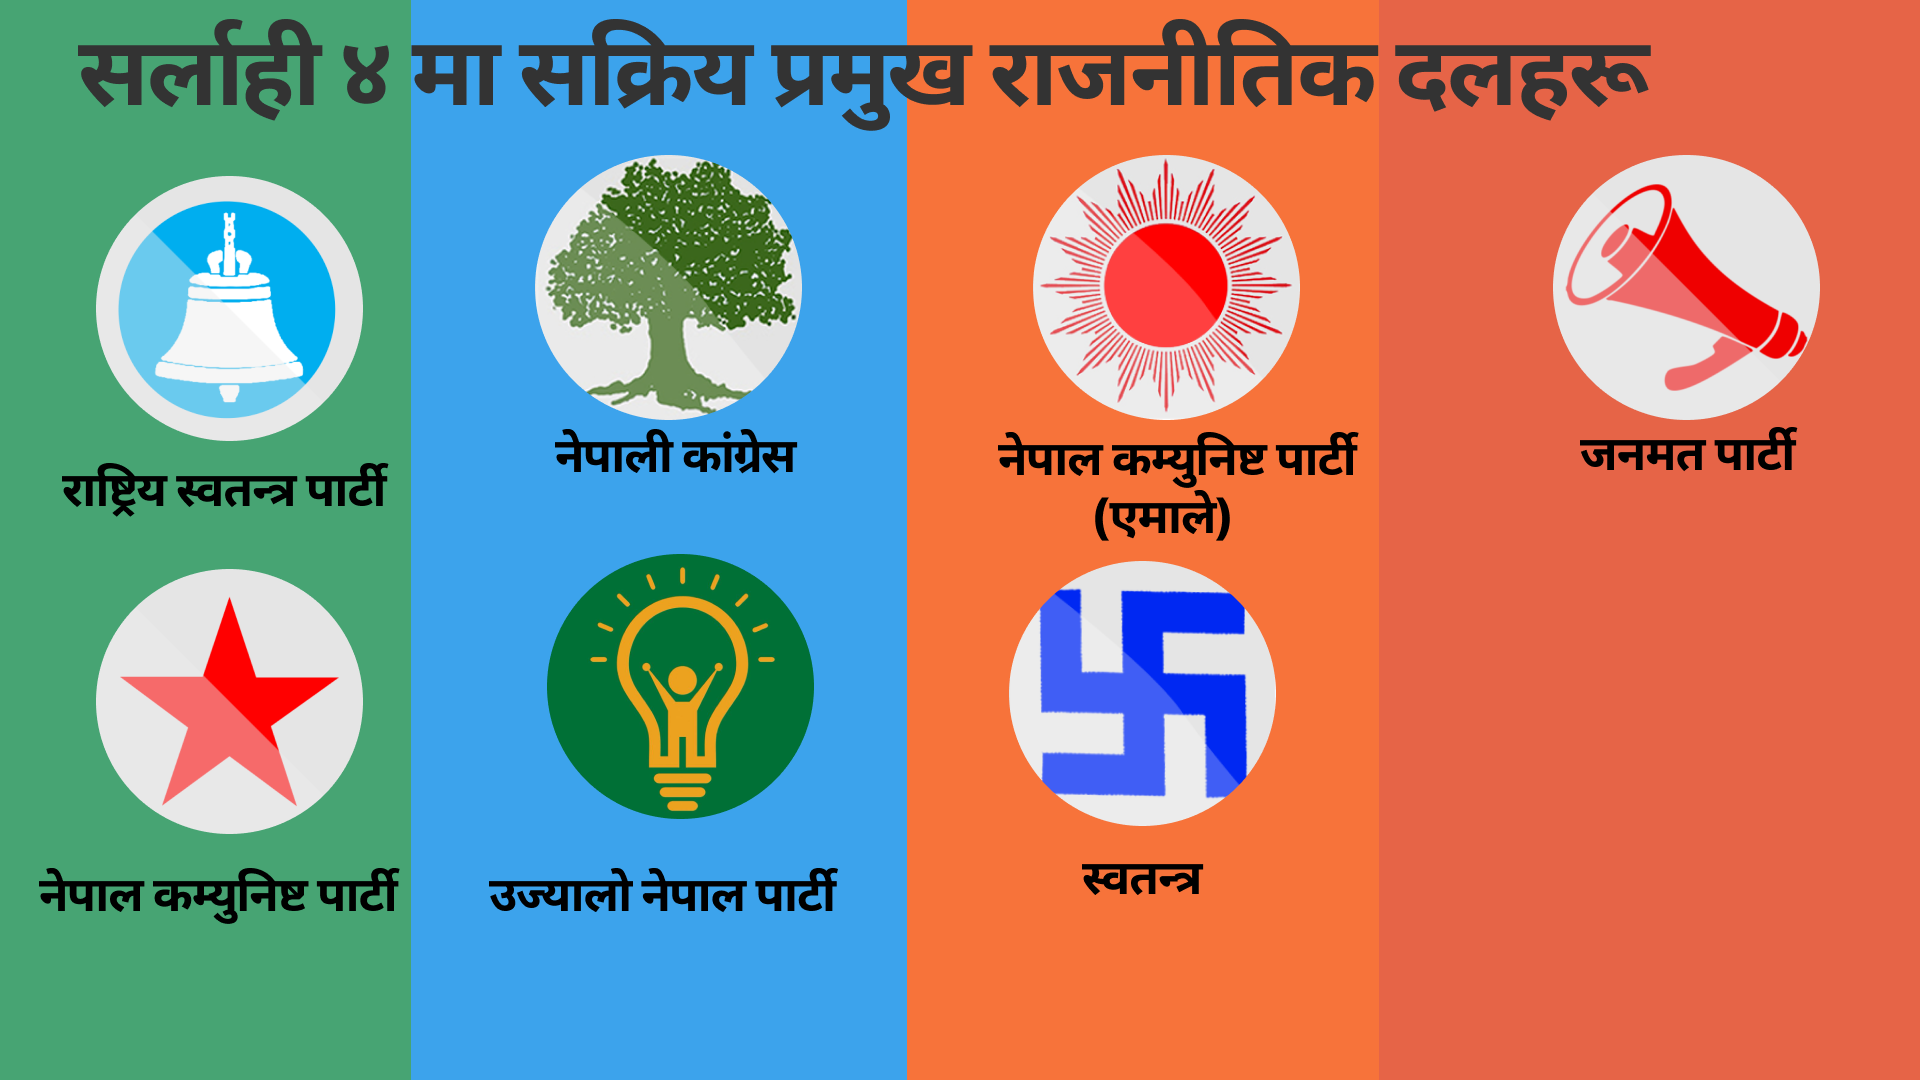 सर्लाही ४ मा सक्रिय प्रमुख राजनीतिक दलहरू
राष्ट्रिय स्वतन्त्र पार्टी
नेपाली कांग्रेस
नेपाल कम्युनिष्ट पार्टी
(एमाले)
जनमत पार्टी
नेपाल कम्युनिष्ट पार्टी
उज्यालो नेपाल पार्टी
स्वतन्त्र